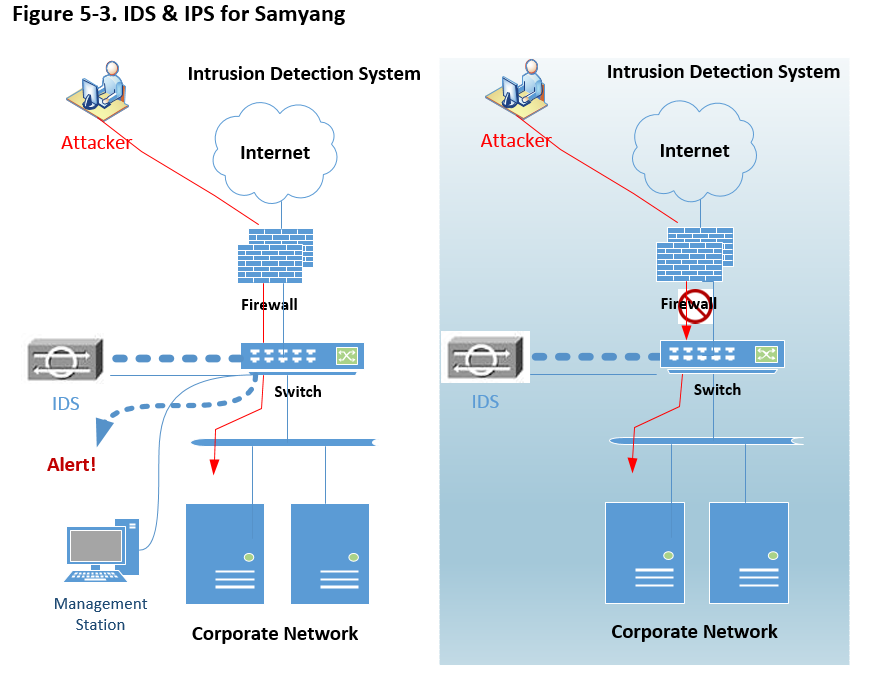 Figure 5-3. IDS & IPS for Samyang
Intrusion Detection System
Attacker
Internet
Firewall
IDS
Switch
Alert!
Management
Station
Corporate Network
Intrusion Detection System
Attacker
Internet
Firewall
IDS
Switch
Corporate Network